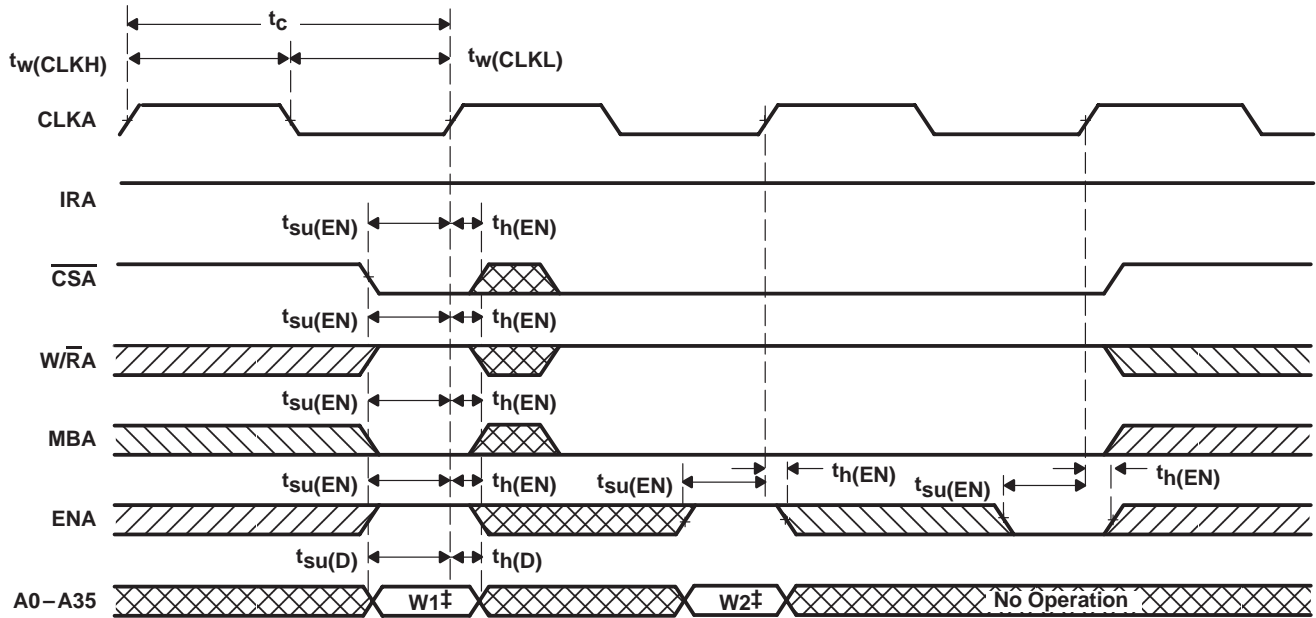 tc
tw(CLKH) tw(CLKL)
CLKA
IRA
tsu(EN) th(EN)
CSA
tsu(EN) th(EN)
W/RA
tsu(EN) th(EN)
MBA
tsu(EN) th(EN) tsu(EN) th(EN) tsu(EN) th(EN)
ENA
tsu(D) th(D)
A0–A35 W1‡ W2‡ No Operation